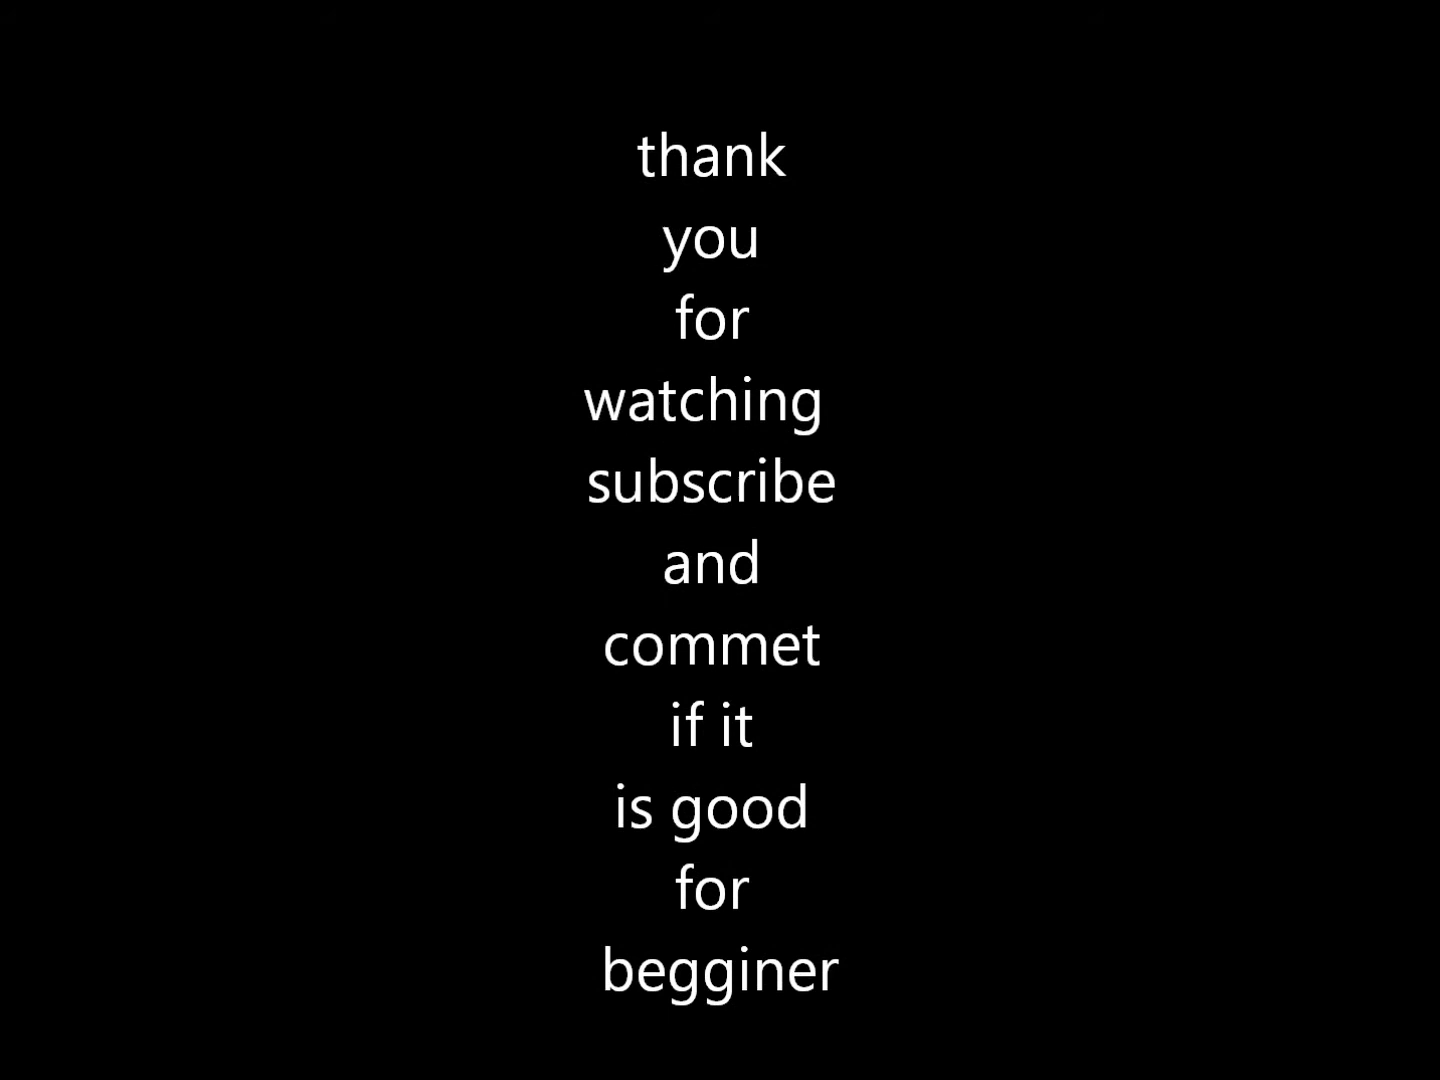 thank
you
for
watching
subscribe
and
commet
if it
is good
for
begginer